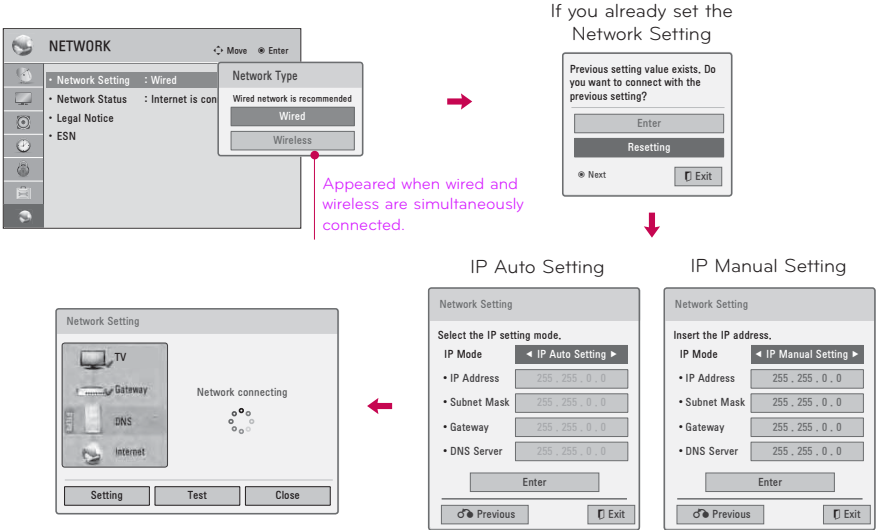 If you already set the
Network Setting
NETWORK
Move
Enter
• Network Setting : Wired
• Network Status : Internet is con
• Legal Notice
• ESN
Network Type
Wired network is recommended
Wired
Wireless
Appeared when wired and
wireless are simultaneously
connected.
Previous setting value exists. Do
you want to connect with the
previous setting?
Enter
Resetting
Next
Exit
IP Auto Setting
Network Setting
Select the IP setting mode.
IP Mode ◄ IP Auto Setting ►
• IP Address 255 . 255 . 0 . 0
• Subnet Mask 255 . 255 . 0 . 0
• Gateway 255 . 255 . 0 . 0
• DNS Server 255 . 255 . 0 . 0
Enter
Previous
Exit
IP Manual Setting
Network Setting
Insert the IP address.
IP Mode ◄ IP Manual Setting ►
• IP Address 255 . 255 . 0 . 0
• Subnet Mask 255 . 255 . 0 . 0
• Gateway 255 . 255 . 0 . 0
• DNS Server 255 . 255 . 0 . 0
Enter
Previous
Exit
Network Setting
TV
Gateway
DNS
Internet
Network connecting
Setting
Test
Close